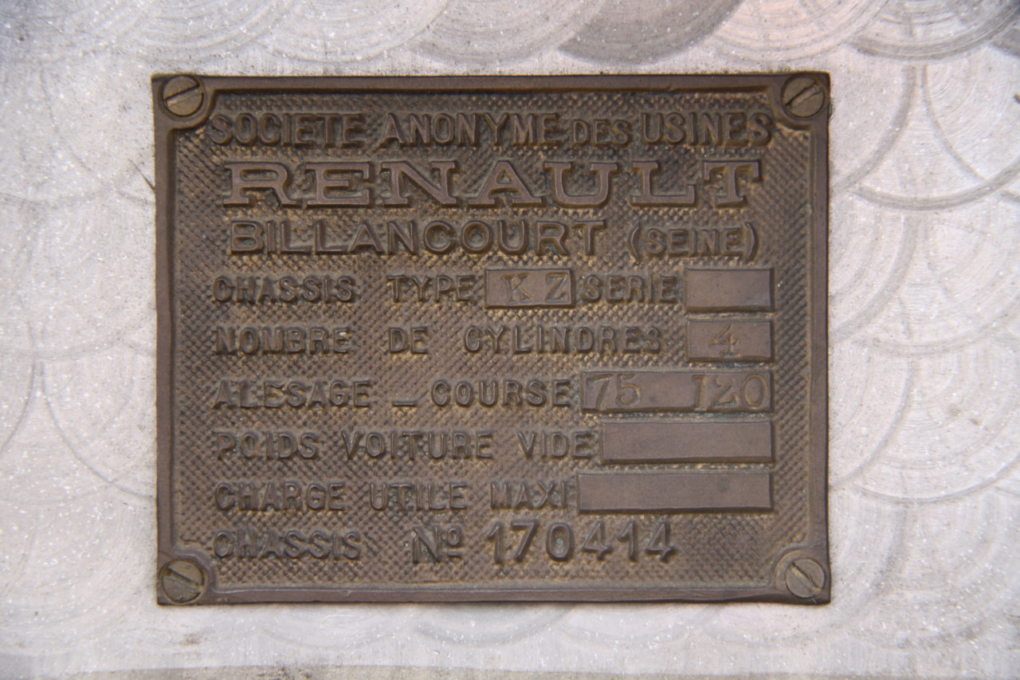 SOCIETE ANONYME DES USINES
RENAULT
BILLANCOURT (SEINE)
CHASSIS TYPE KZ SERIE
NOMBRE DE CYLINDRES 4
ALESAGE _ COURSE 75 120
POIDS VOITURE VIDE
CHARGE UTILE MAXI
CHASSIS Nº 170414